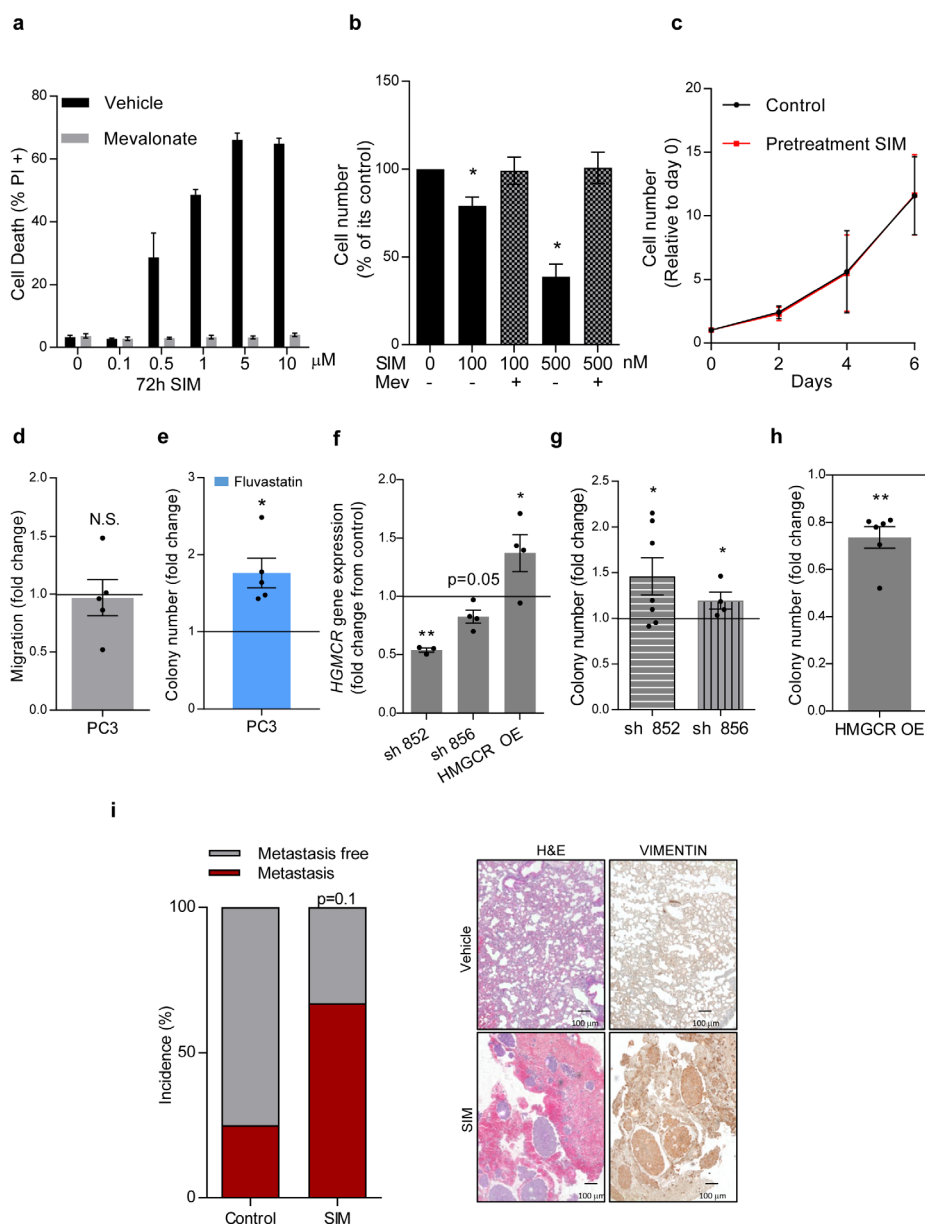 a
80
60
40
20
0
Cell Death (% PI +)
Vehicle
Mevalonate
0 0.1 0.5 1 5 10 μM
72h SIM
b
150
100
50
0
Cell number
(% of its control)
* *
SIM 0 100 100 500 500 nM
Mev - - + - +
c
20
15
10
5
0
Cell number
(Relative to day 0)
Control
Pretreatment SIM
0 2 4 6
Days
d
2.0
1.5
1.0
0.5
0.0
Migration (fold change)
N.S.
PC3
e
3
2
1
0
Colony number (fold change)
Fluvastatin
*
PC3
f
2.0
1.5
1.0
0.5
0.0
HGMCR gene expression
(fold change from control)
**
p=0.05
*
sh 852
sh 856
HMGCR OE
g
2.5
2.0
1.5
1.0
0.5
0.0
Colony number (fold change)
* *
sh 852 sh 856
h
1.0
0.8
0.6
0.4
0.2
0.0
Colony number (fold change)
**
HMGCR OE
i
Metastasis free
Metastasis
p=0.1
100
50
0
Incidence (%)
Control SIM
H&E VIMENTIN
Vehicle
100 μm 100 μm
SIM
100 μm 100 μm